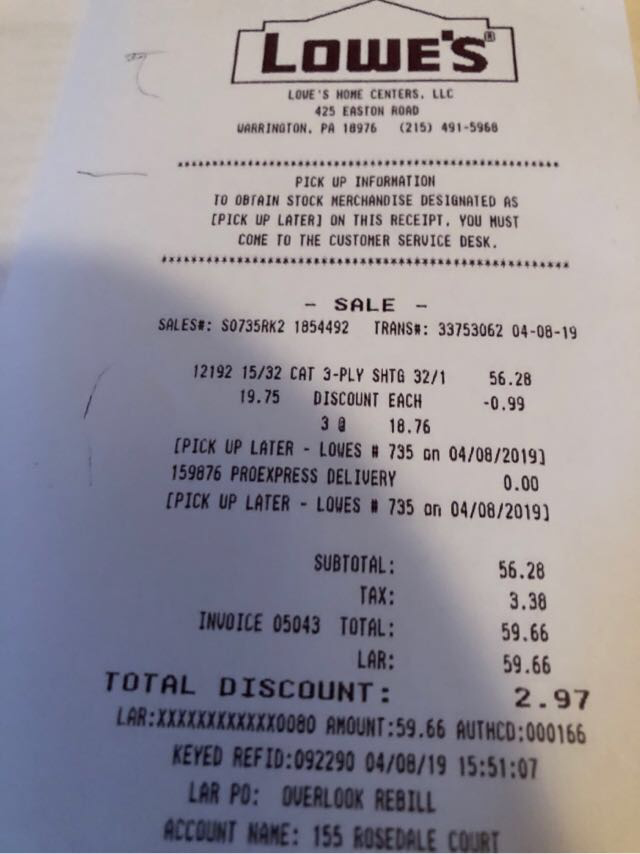 LOWE'S®
LOWE'S HOME CENTERS, LLC
425 EASTON ROAD
WARRINGTON, PA 18976 (215) 491-5968
PICK UP INFORMATION
TO OBTAIN STOCK MERCHANDISE DESIGNATED AS
[PICK UP LATER] ON THIS RECEIPT, YOU MUST
COME TO THE CUSTOMER SERVICE DESK.
- SALE -
SALES#: S0735RK2 1854492 TRANS#: 33753062 04-08-19
12192 15/32 CAT 3-PLY SHTG 32/1 56.28
19.75 DISCOUNT EACH -0.99
3 @ 18.76
[PICK UP LATER - LOWES # 735 on 04/08/2019]
159876 PROEXPRESS DELIVERY 0.00
[PICK UP LATER - LOWES # 735 on 04/08/2019]
SUBTOTAL: 56.28
TAX: 3.38
INVOICE 05043 TOTAL: 59.66
LAR: 59.66
TOTAL DISCOUNT: 2.97
LAR:XXXXXXXXXXXX0080 AMOUNT:59.66 AUTHCD:000166
KEYED REFID:092290 04/08/19 15:51:07
LAR PO: OVERLOOK REBILL
ACCOUNT NAME: 155 ROSEDALE COURT